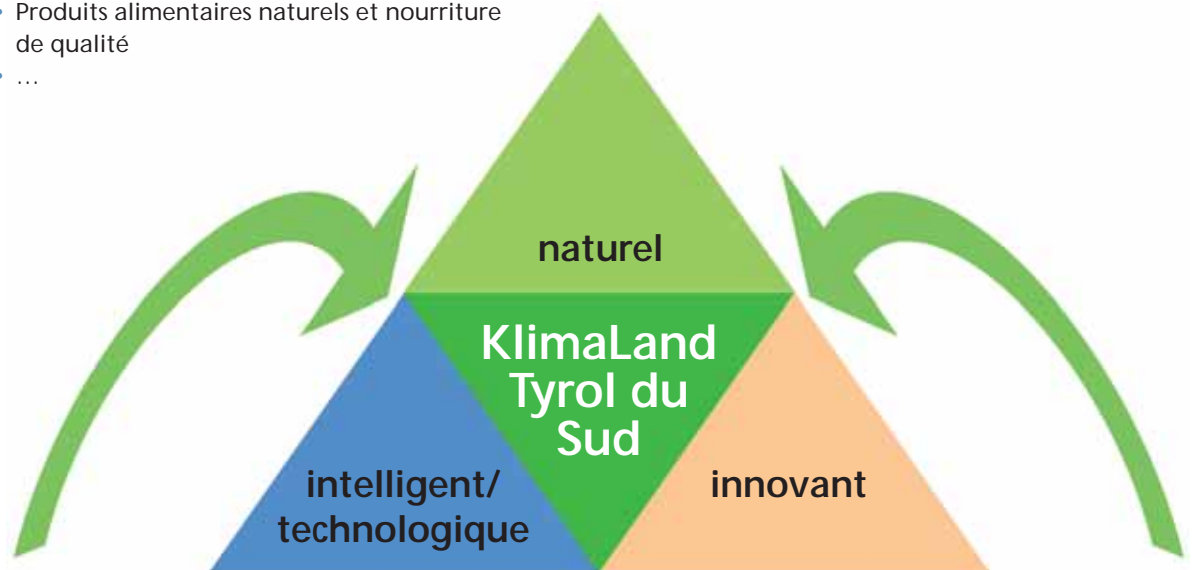 • Produits alimentaires naturels et nourriture
de qualité
• ...
naturel
KlimaLand
Tyrol du
Sud
intelligent/
technologique
innovant